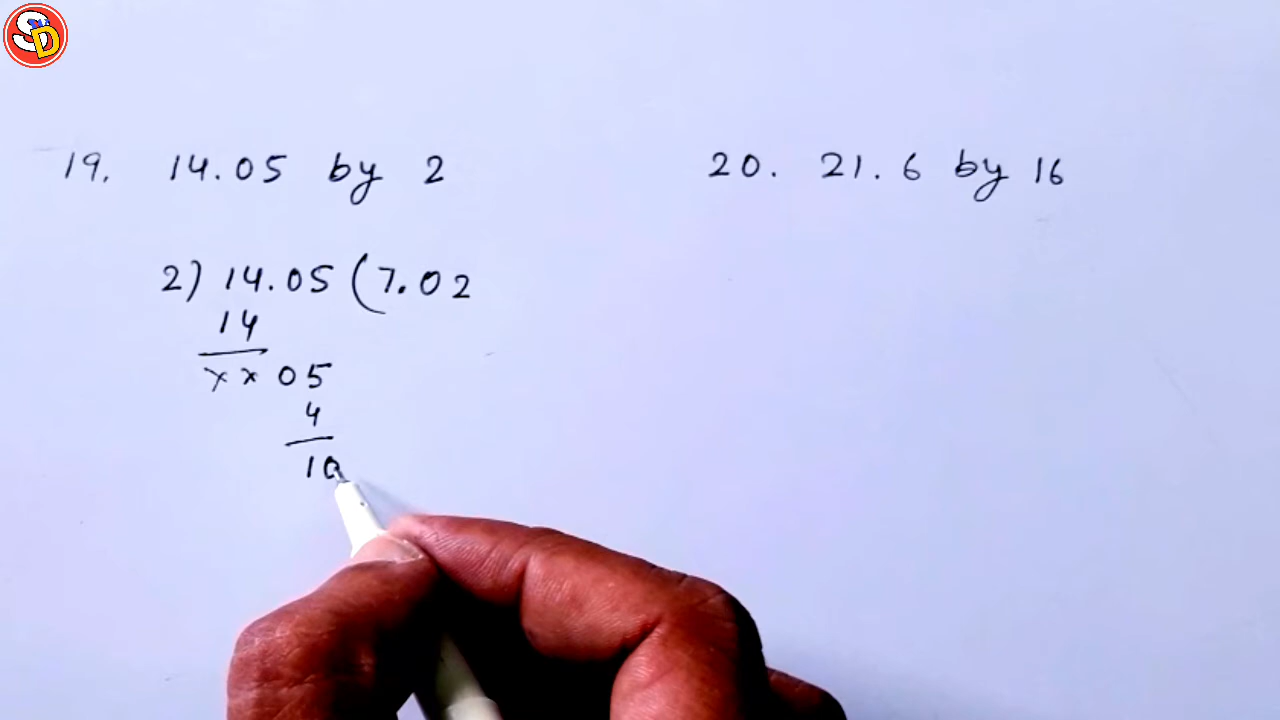 SD
19. 14.05 by 2
2) 14.05 (7.02
14
x x 05
4
10
20. 21.6 by 16